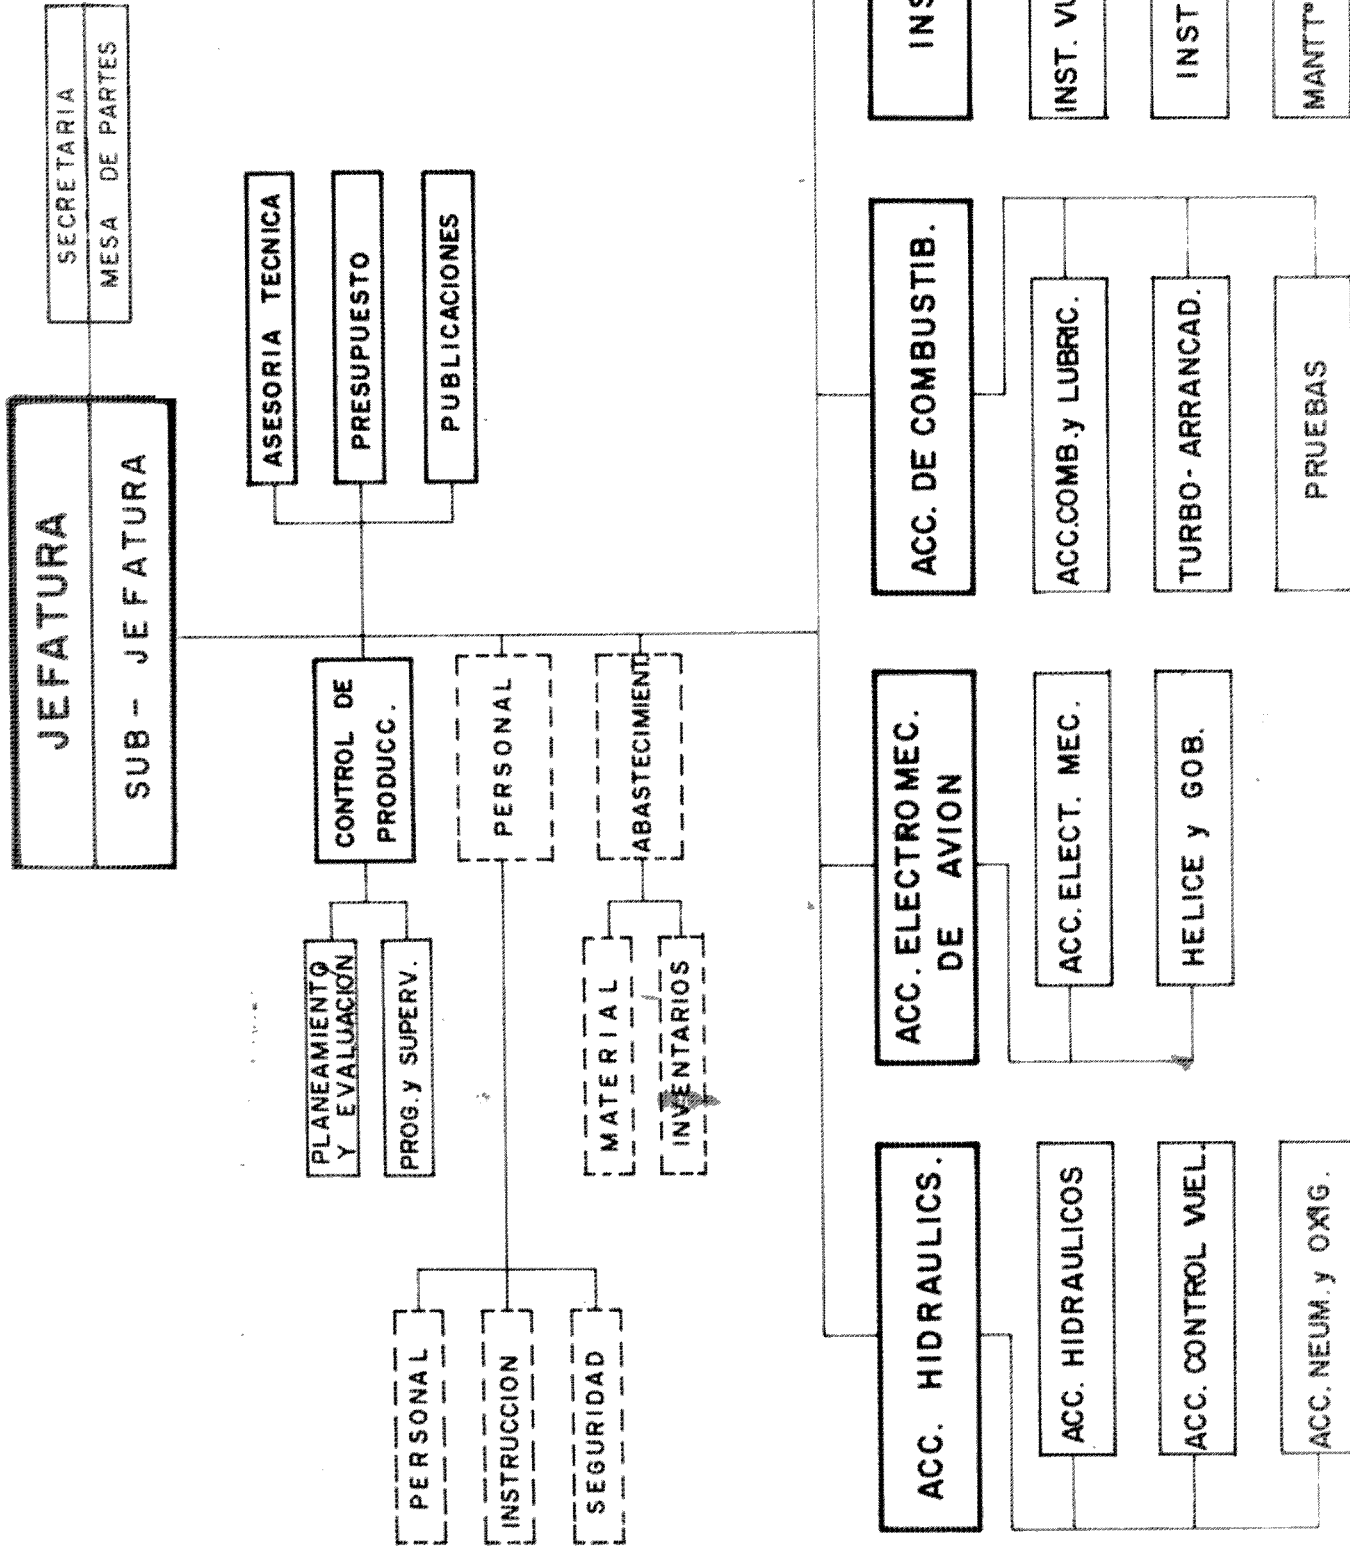 SECRETARIA
MESA DE PARTES
JEFATURA
SUB - JEFATURA
ASESORIA TECNICA
PRESUPUESTO
PUBLICACIONES
CONTROL DE
PRODUCC.
PLANEAMIENTO
Y EVALUACION
PROG. y SUPERV.
PERSONAL
PERSONAL
INSTRUCCION
SEGURIDAD
ABASTECIMIENT
MATERIAL
INVENTARIOS
ACC. HIDRAULICS.
ACC. HIDRAULICOS
ACC. CONTROL VUEL.
ACC. NEUM. y OXIG.
ACC. ELECTROMEC.
DE AVION
ACC. ELECT. MEC.
HELICE y GOB.
ACC. DE COMBUSTIB.
ACC.COMB.y LUBRIC.
TURBO-ARRANCAD.
PRUEBAS
INS
INST. VU
INST
MANTTº